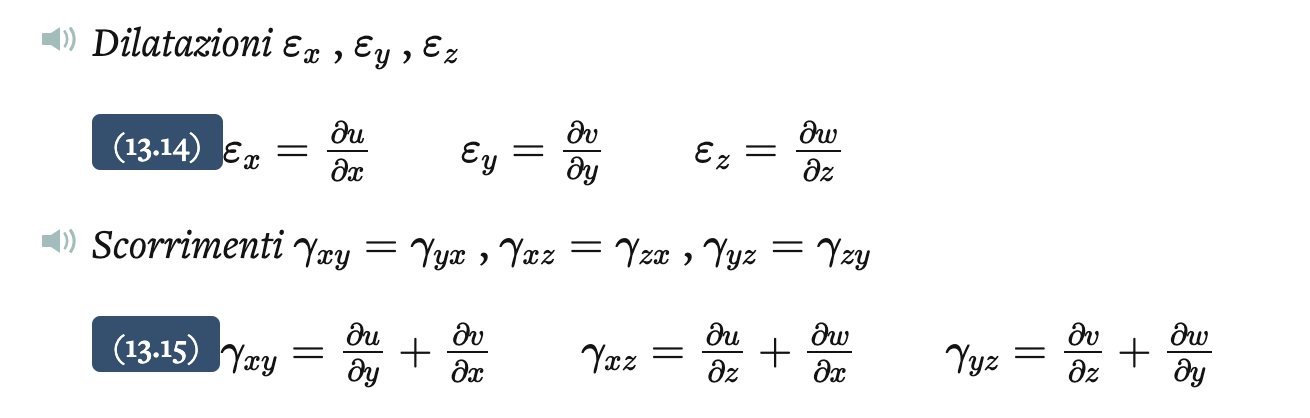 Dilatazioni εx , εy , εz
(13.14) εx = ∂u/∂x εy = ∂v/∂y εz = ∂w/∂z
Scorrimenti γxy = γyx , γxz = γzx , γyz = γzy
(13.15) γxy = ∂u/∂y + ∂v/∂x γxz = ∂u/∂z + ∂w/∂x γyz = ∂v/∂z + ∂w/∂y